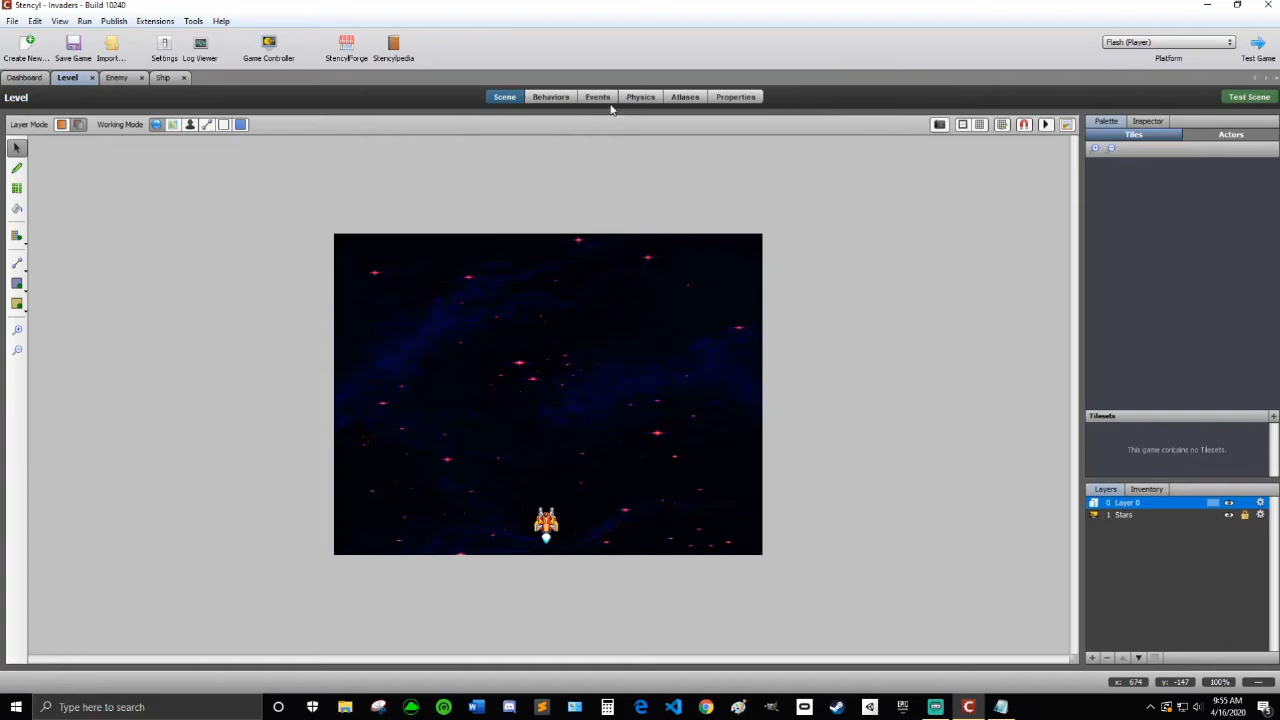 Stencyl - Invaders - Build 10240
File Edit View Run Publish Extensions Tools Help
Create New... Save Game Import... Settings Log Viewer Game Controller StencylForge Stencylpedia
Flash (Player)
Platform Test Game
Dashboard Level × Enemy × Ship ×
Level Scene Behaviors Events Physics Atlases Properties Test Scene
Layer Mode Working Mode Palette Inspector
Tiles Actors
Tilesets +
This game contains no Tilesets.
Layers Inventory
0 Layer 0
1 Stars
x: 674 y: -147 100% ---
Type here to search
9:55 AM
4/16/2020